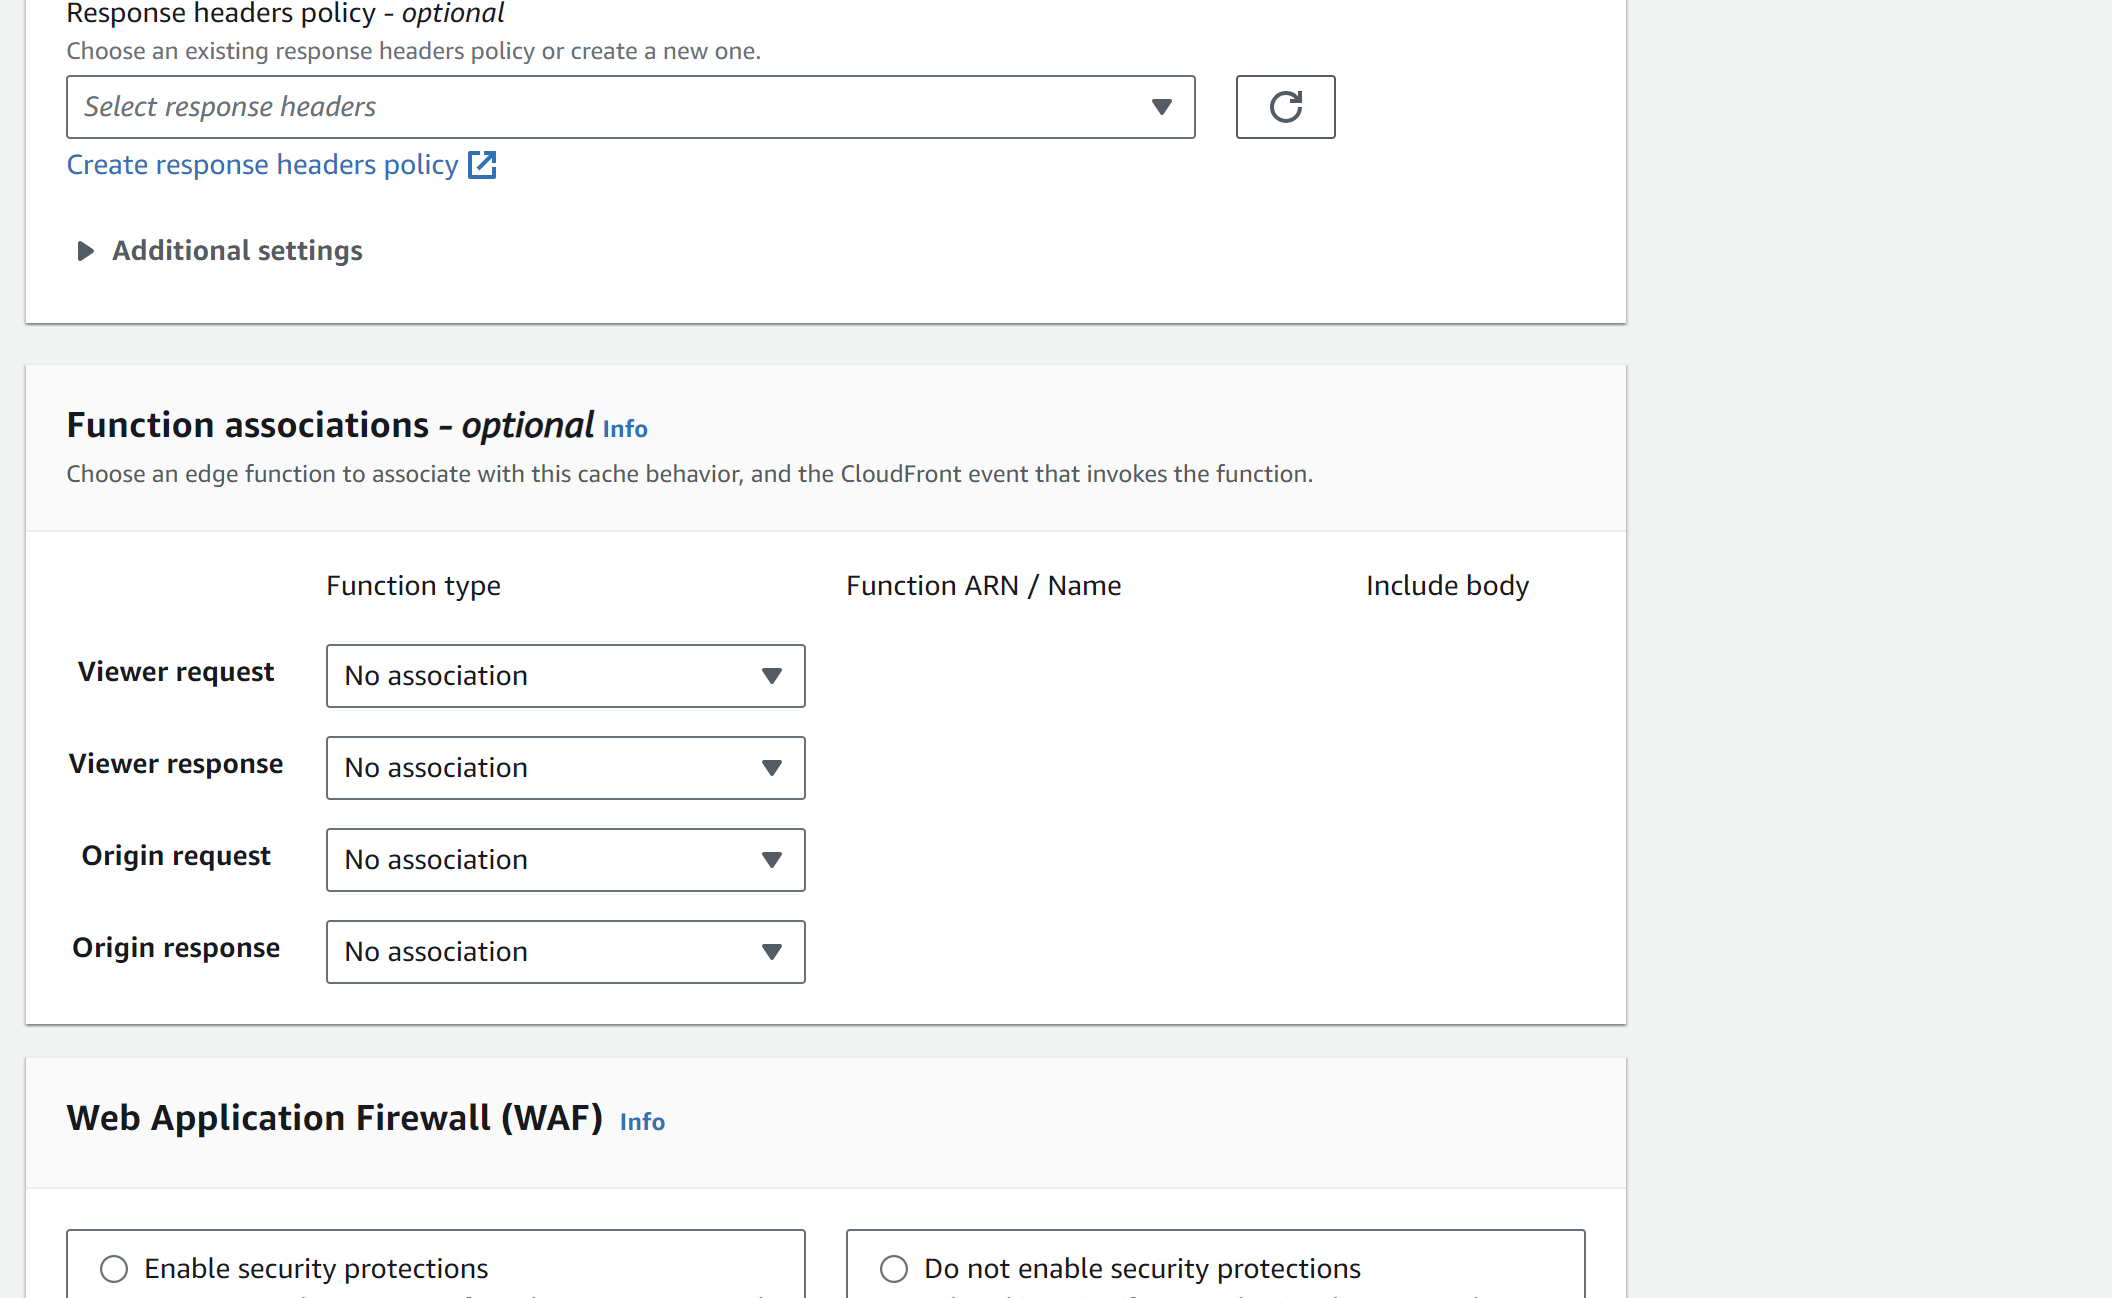 Response headers policy - optional
Choose an existing response headers policy or create a new one.
Select response headers
Create response headers policy
Additional settings
Function associations - optional Info
Choose an edge function to associate with this cache behavior, and the CloudFront event that invokes the function.
Function type Function ARN / Name Include body
Viewer request No association
Viewer response No association
Origin request No association
Origin response No association
Web Application Firewall (WAF) Info
Enable security protections Do not enable security protections